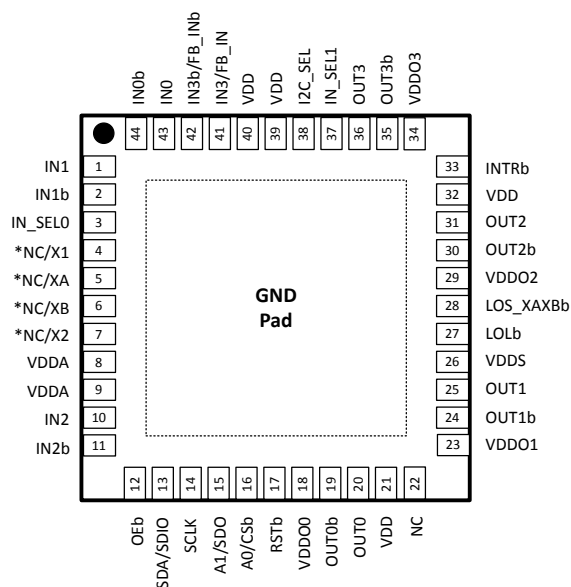 IN0b
IN0
IN3b/FB_INb
IN3/FB_IN
VDD
VDD
I2C_SEL
IN_SEL1
OUT3
OUT3b
VDDO3
44
43
42
41
40
39
38
37
36
35
34
IN1 1
IN1b 2
IN_SEL0 3
*NC/X1 4
*NC/XA 5
*NC/XB 6
*NC/X2 7
VDDA 8
VDDA 9
IN2 10
IN2b 11
GND
Pad
33 INTRb
32 VDD
31 OUT2
30 OUT2b
29 VDDO2
28 LOS_XAXBb
27 LOLb
26 VDDS
25 OUT1
24 OUT1b
23 VDDO1
12
13
14
15
16
17
18
19
20
21
22
OEb
SDA/SDIO
SCLK
A1/SDO
A0/CSb
RSTb
VDDO0
OUT0b
OUT0
VDD
NC